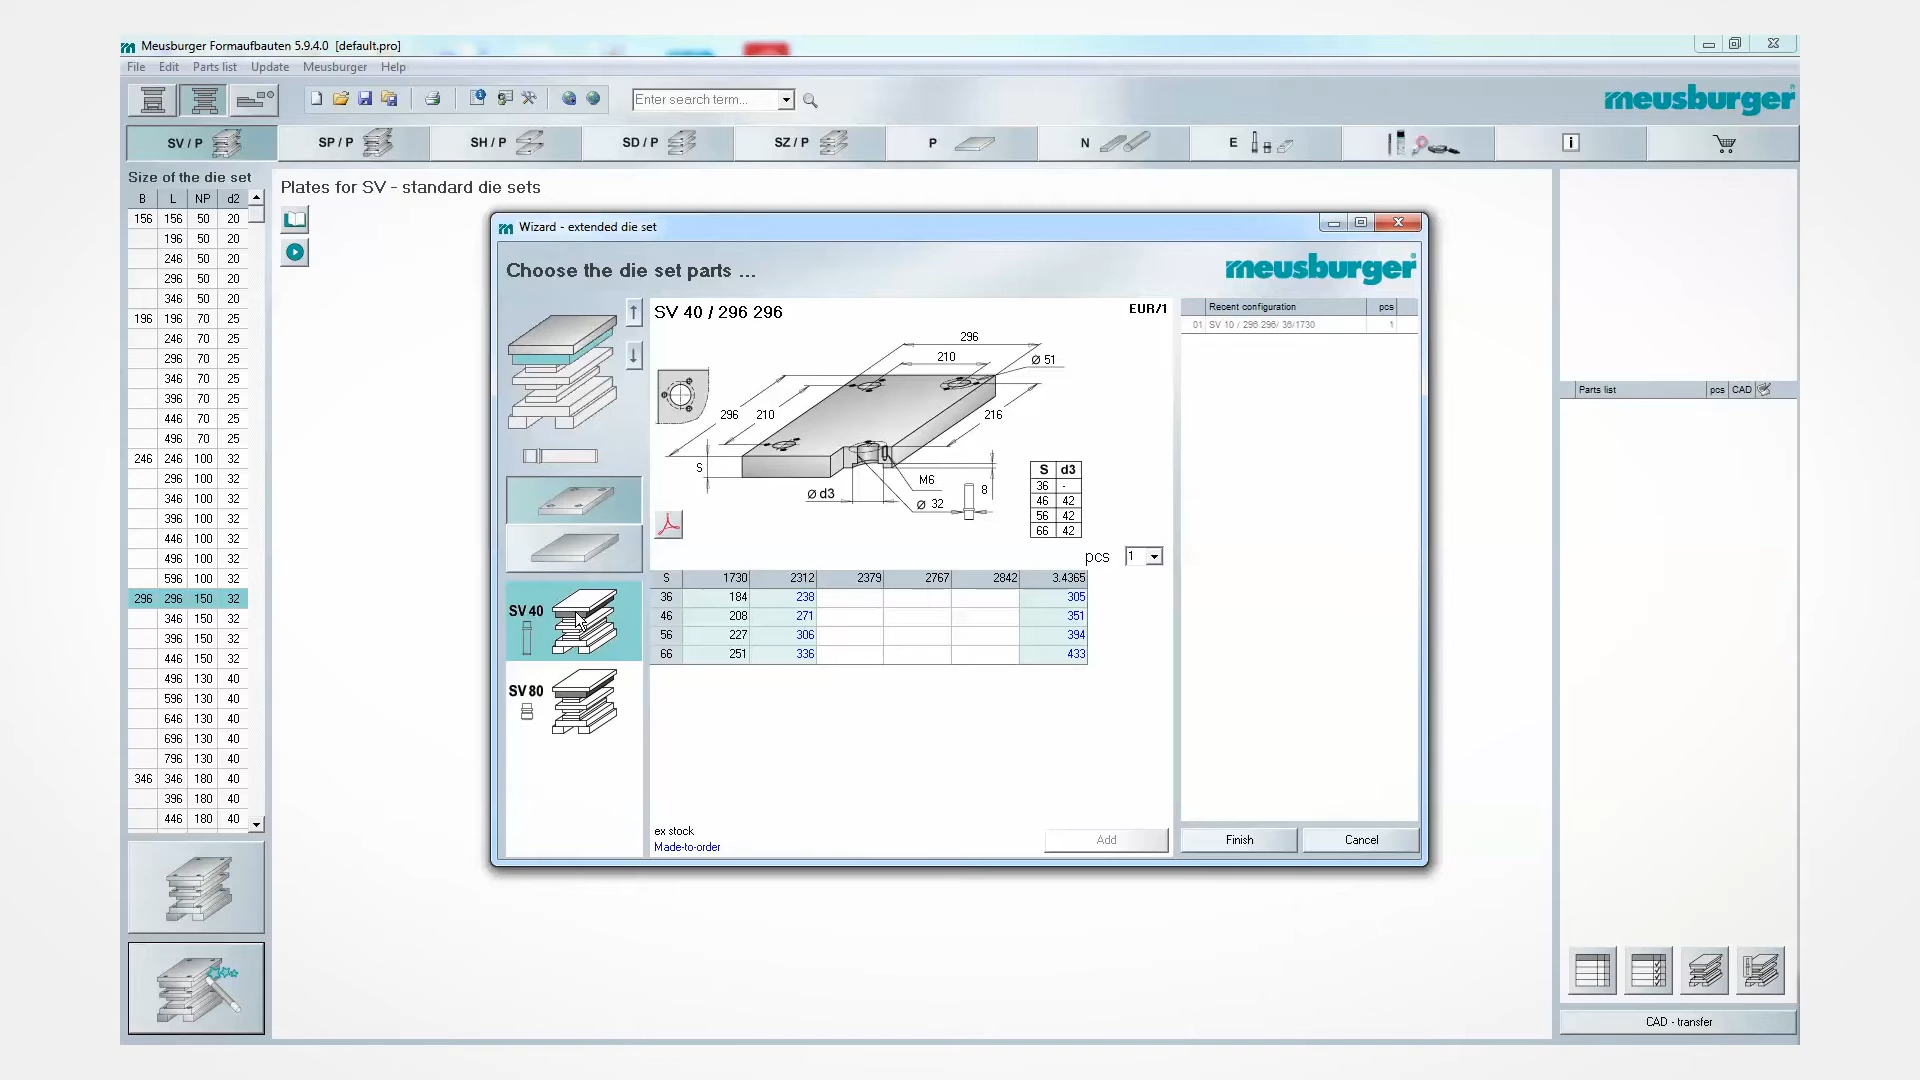 Meusburger Formaufbauten 5.9.4.0 [default.pro]
File Edit Parts list Update Meusburger Help
Enter search term...
meusburger
SV / P SP / P SH / P SD / P SZ / P P N E i
Size of the die set
B L NP d2
156 156 50 20
196 50 20
246 50 20
296 50 20
346 50 20
196 196 70 25
246 70 25
296 70 25
346 70 25
396 70 25
446 70 25
496 70 25
246 246 100 32
296 100 32
346 100 32
396 100 32
446 100 32
496 100 32
596 100 32
296 296 150 32
346 150 32
396 150 32
446 150 32
496 130 40
596 130 40
646 130 40
696 130 40
796 130 40
346 346 180 40
396 180 40
446 180 40
Plates for SV - standard die sets
Wizard - extended die set
Choose the die set parts ...
meusburger
SV 40
SV 80
SV 40 / 296 296
EUR/1
296
210
Ø 51
296 210
216
S
M6
8
Ø d3
Ø 32
S d3
36 -
46 42
56 42
66 42
pcs 1
S 1730 2312 2379 2767 2842 3.4365
36 184 238 305
46 208 271 351
56 227 306 394
66 251 336 433
ex stock
Made-to-order
Add
Recent configuration pcs
01 SV 10 / 296 296/ 36/1730 1
Finish Cancel
Parts list pcs CAD
CAD - transfer